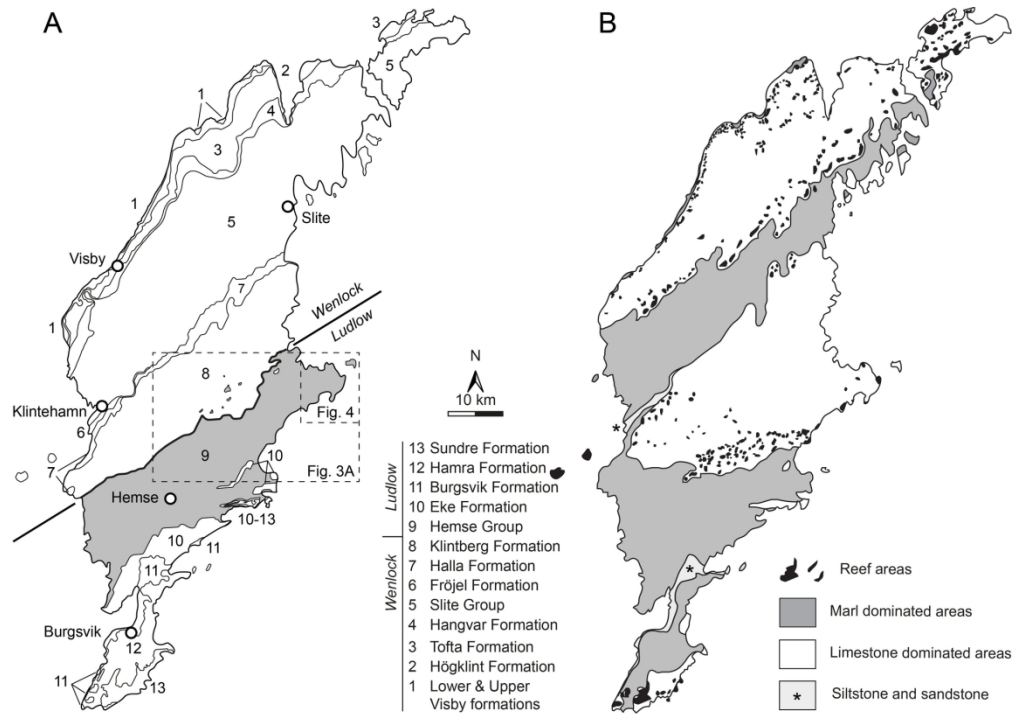 A
B
3
5
2
1
4
3
1
5
Slite
Visby
7
1
Wenlock
Ludlow
N
10 km
8
Fig. 4
Klintehamn
6
9
10
Fig. 3A
7
Hemse
10-13
10
11
11
Burgsvik
12
11
13
Ludlow
13 Sundre Formation
12 Hamra Formation
11 Burgsvik Formation
10 Eke Formation
9 Hemse Group
Wenlock
8 Klintberg Formation
7 Halla Formation
6 Fröjel Formation
5 Slite Group
4 Hangvar Formation
3 Tofta Formation
2 Högklint Formation
1 Lower & Upper
Visby formations
*
*
Reef areas
Marl dominated areas
Limestone dominated areas
* Siltstone and sandstone